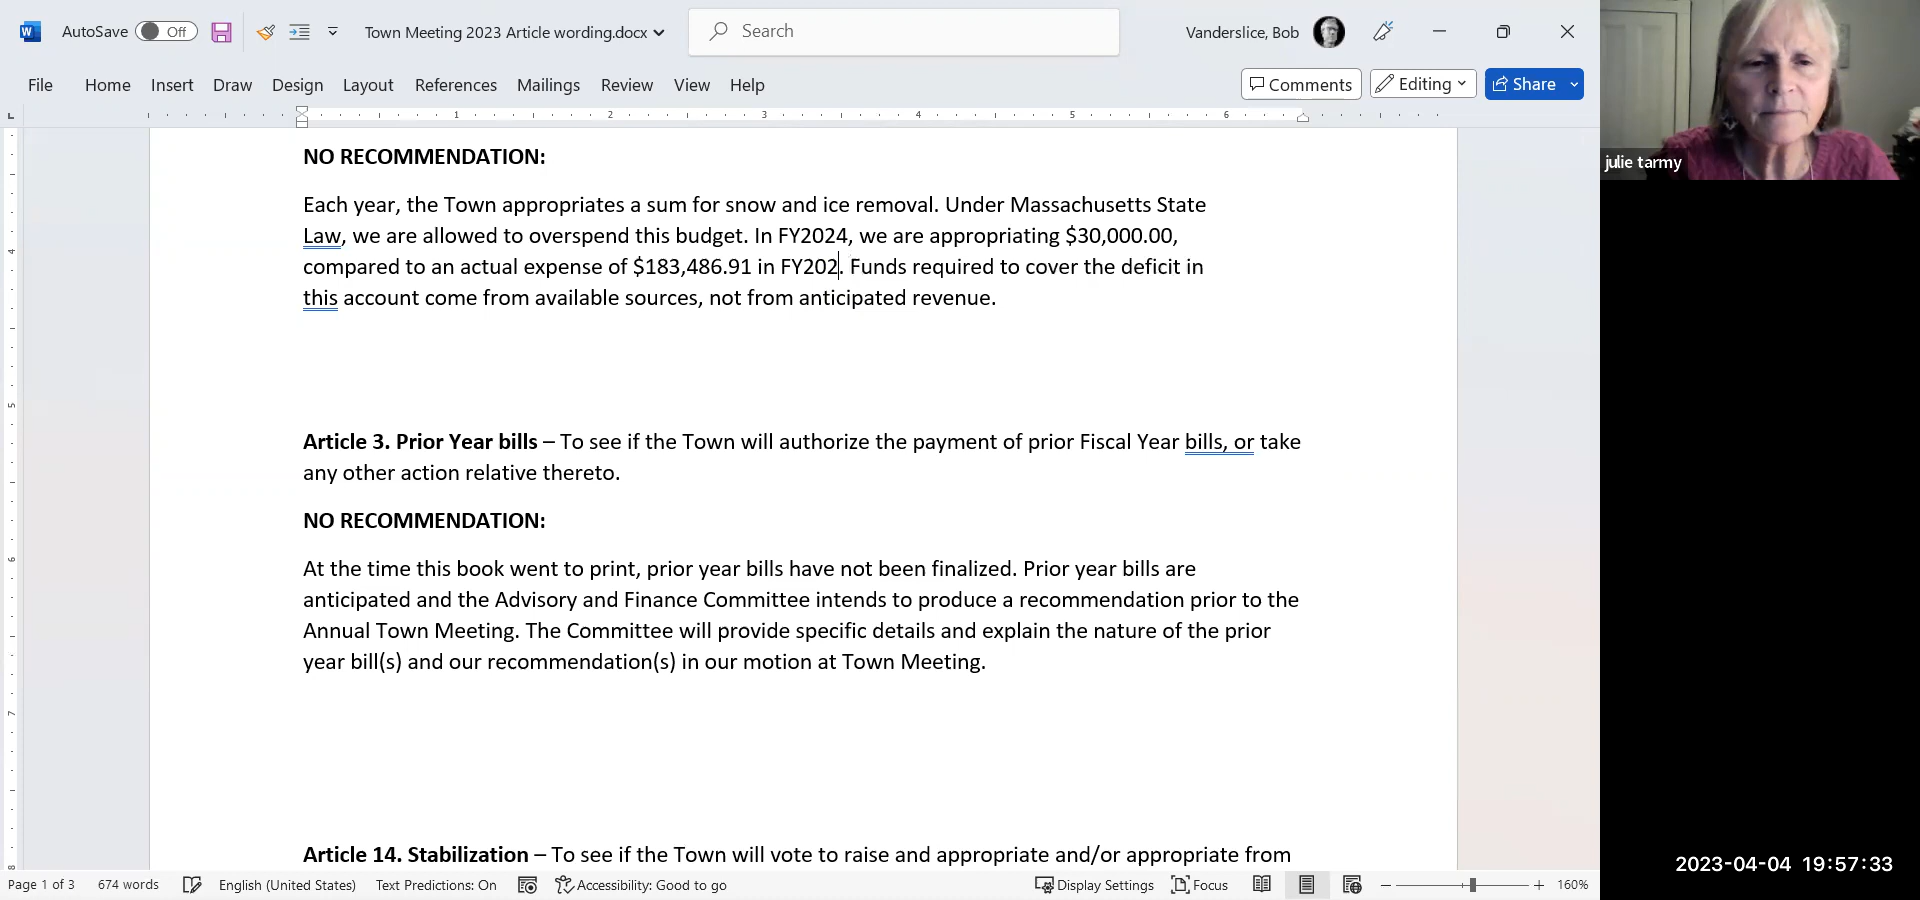 AutoSave Off Town Meeting 2023 Article wording.docx Search Vanderslice, Bob
File Home Insert Draw Design Layout References Mailings Review View Help Comments Editing Share
1 2 3 4 5 6
NO RECOMMENDATION:
Each year, the Town appropriates a sum for snow and ice removal. Under Massachusetts State
Law, we are allowed to overspend this budget. In FY2024, we are appropriating $30,000.00,
compared to an actual expense of $183,486.91 in FY202. Funds required to cover the deficit in
this account come from available sources, not from anticipated revenue.
Article 3. Prior Year bills – To see if the Town will authorize the payment of prior Fiscal Year bills, or take
any other action relative thereto.
NO RECOMMENDATION:
At the time this book went to print, prior year bills have not been finalized. Prior year bills are
anticipated and the Advisory and Finance Committee intends to produce a recommendation prior to the
Annual Town Meeting. The Committee will provide specific details and explain the nature of the prior
year bill(s) and our recommendation(s) in our motion at Town Meeting.
Article 14. Stabilization – To see if the Town will vote to raise and appropriate and/or appropriate from
4
5
6
7
8
Page 1 of 3 674 words English (United States) Text Predictions: On Accessibility: Good to go Display Settings Focus 160%
julie tarmy
2023-04-04 19:57:33